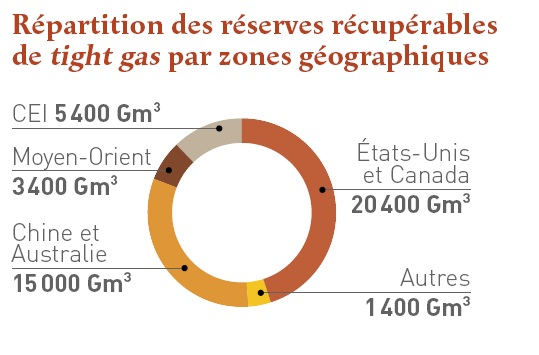 Répartition des réserves récupérables
de tight gas par zones géographiques
CEI 5 400 Gm³
Moyen-Orient
3 400 Gm³
Chine et
Australie
15 000 Gm³
États-Unis
et Canada
20 400 Gm³
Autres
1 400 Gm³